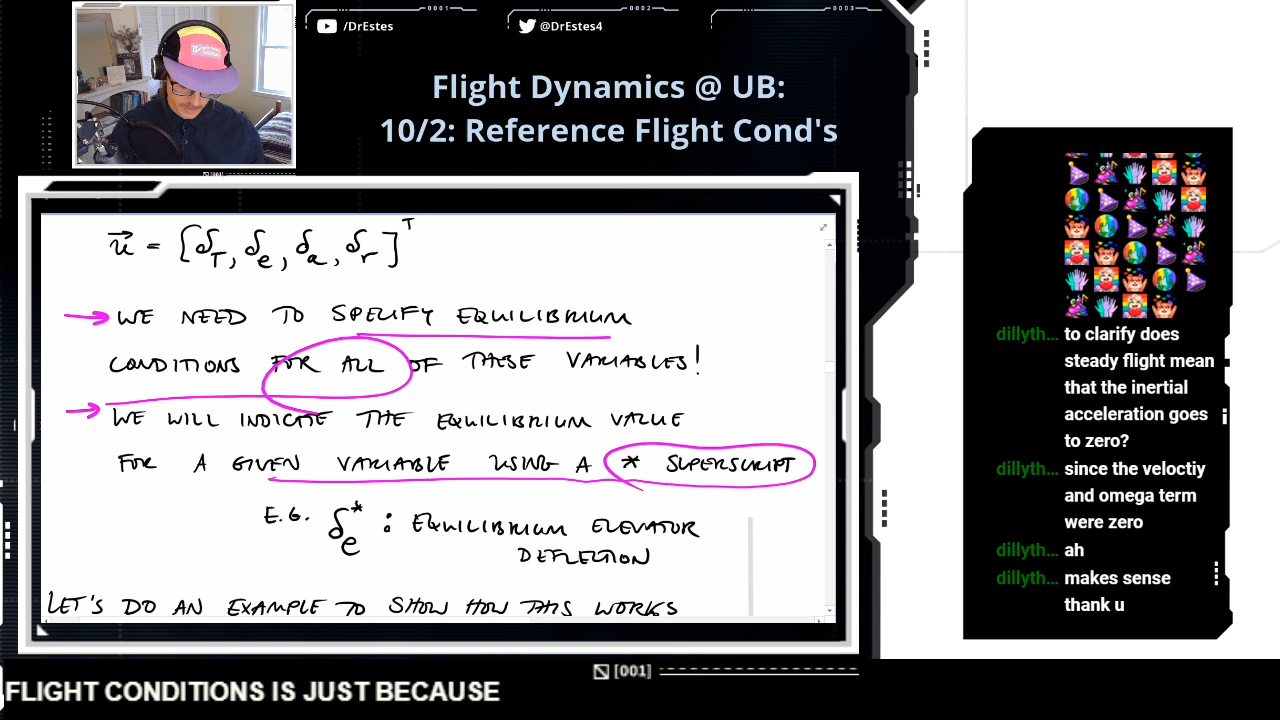 0001
0002
0003
/DrEstes
@DrEstes4
Flight Dynamics @ UB:
10/2: Reference Flight Cond's
[001]
u⃗ = [δT, δe, δa, δr]ᵀ
→ WE NEED TO SPECIFY EQUILIBRIUM
CONDITIONS FOR ALL OF THESE VARIABLES!
→ WE WILL INDICATE THE EQUILIBRIUM VALUE
FOR A GIVEN VARIABLE USING A * SUPERSCRIPT
E.G. δe* : EQUILIBRIUM ELEVATOR
DEFLECTION
LET'S DO AN EXAMPLE TO SHOW HOW THIS WORKS
dillyth... to clarify does
steady flight mean
that the inertial
acceleration goes
to zero?
dillyth... since the veloctiy
and omega term
were zero
dillyth... ah
dillyth... makes sense
thank u
[001]
FLIGHT CONDITIONS IS JUST BECAUSE